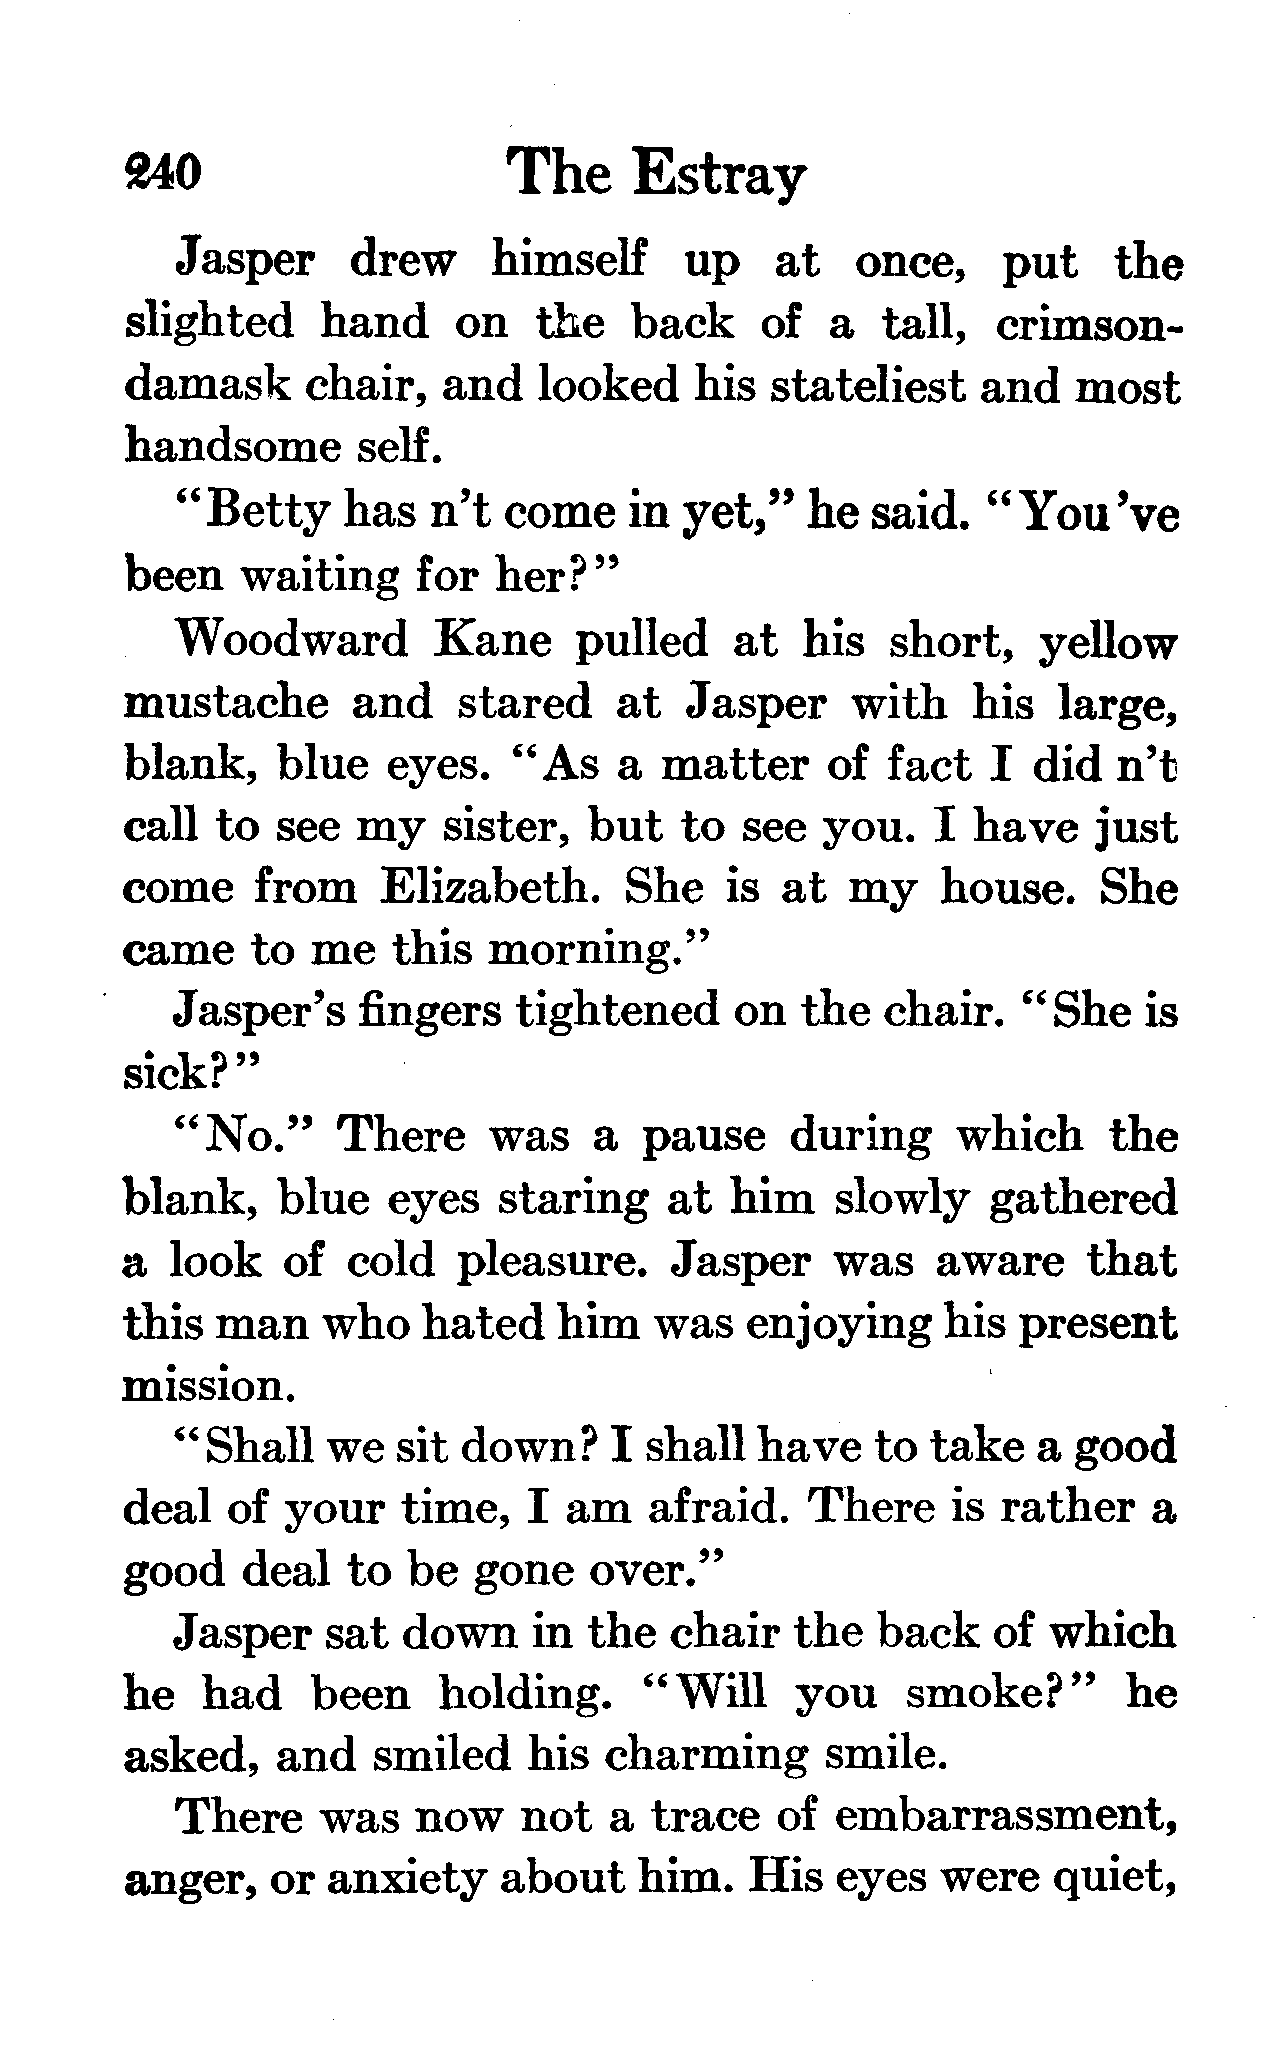 240 The Estray
Jasper drew himself up at once, put the
slighted hand on the back of a tall, crimson-
damask chair, and looked his stateliest and most
handsome self.
"Betty has n't come in yet," he said. "You 've
been waiting for her?"
Woodward Kane pulled at his short, yellow
mustache and stared at Jasper with his large,
blank, blue eyes. "As a matter of fact I did n't
call to see my sister, but to see you. I have just
come from Elizabeth. She is at my house. She
came to me this morning."
Jasper's fingers tightened on the chair. "She is
sick?"
"No." There was a pause during which the
blank, blue eyes staring at him slowly gathered
a look of cold pleasure. Jasper was aware that
this man who hated him was enjoying his present
mission.
"Shall we sit down? I shall have to take a good
deal of your time, I am afraid. There is rather a
good deal to be gone over."
Jasper sat down in the chair the back of which
he had been holding. "Will you smoke?" he
asked, and smiled his charming smile.
There was now not a trace of embarrassment,
anger, or anxiety about him. His eyes were quiet,